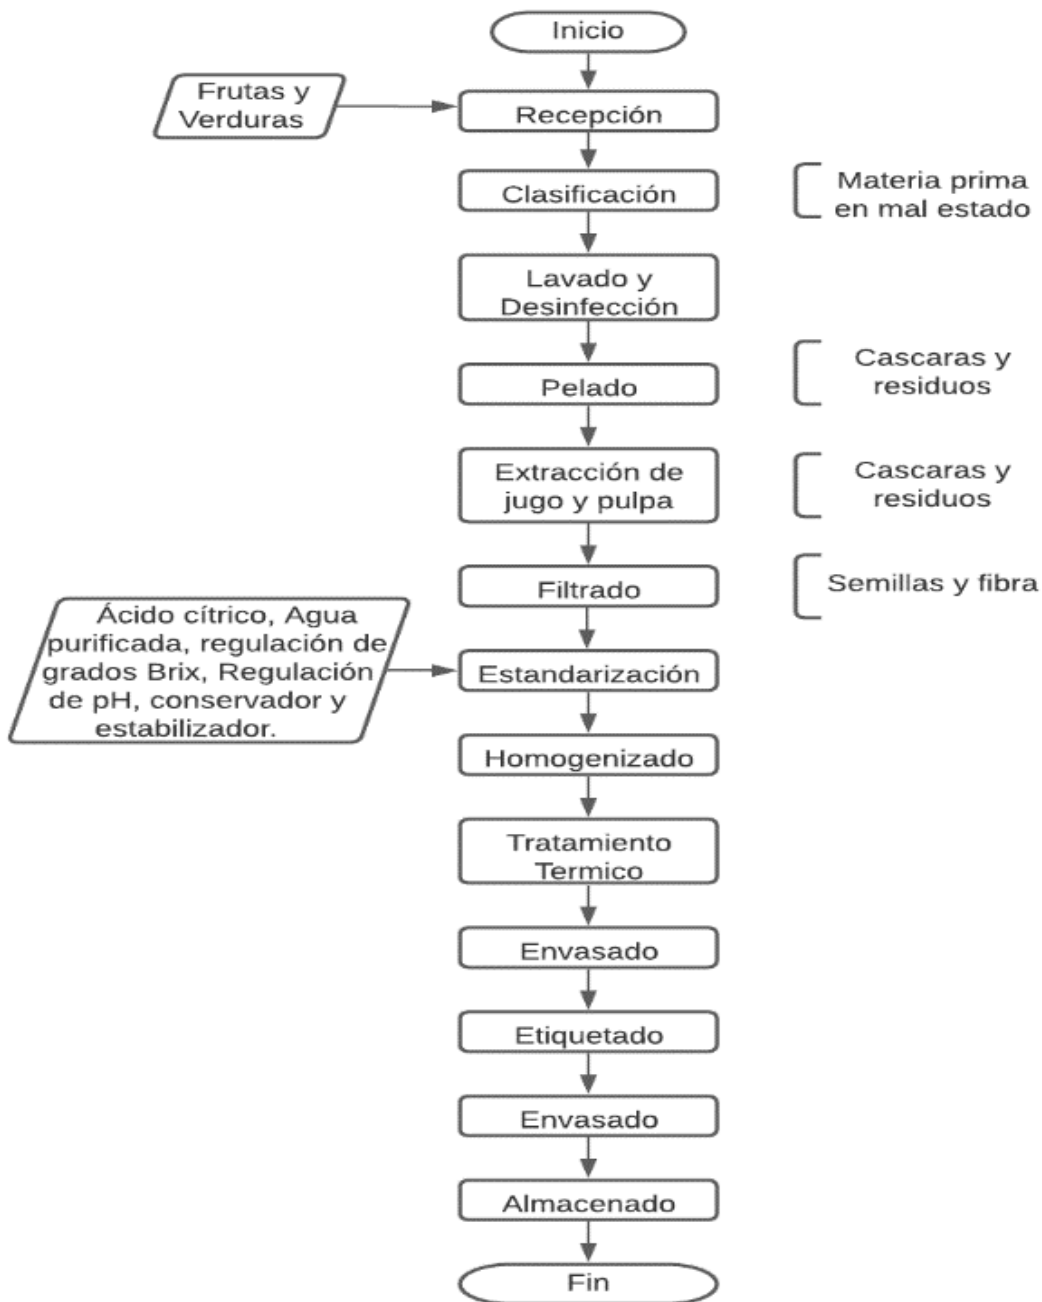 Inicio
Frutas y
Verduras
Recepción
Clasificación
Materia prima
en mal estado
Lavado y
Desinfección
Pelado
Cascaras y
residuos
Extracción de
jugo y pulpa
Cascaras y
residuos
Filtrado
Semillas y fibra
Ácido cítrico, Agua
purificada, regulación de
grados Brix, Regulación
de pH, conservador y
estabilizador.
Estandarización
Homogenizado
Tratamiento
Termico
Envasado
Etiquetado
Envasado
Almacenado
Fin